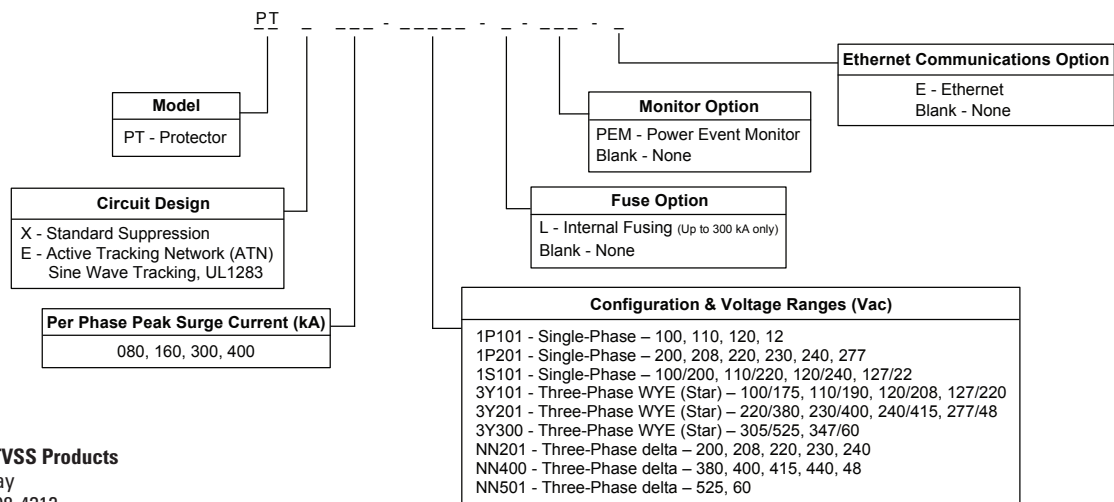 PT _ _ _ _ - _ _ _ _ _ - _ - _ _ _ - _
Ethernet Communications Option
E - Ethernet
Blank - None
Model
PT - Protector
Monitor Option
PEM - Power Event Monitor
Blank - None
Circuit Design
X - Standard Suppression
E - Active Tracking Network (ATN)
Sine Wave Tracking, UL1283
Fuse Option
L - Internal Fusing (Up to 300 kA only)
Blank - None
Per Phase Peak Surge Current (kA)
080, 160, 300, 400
Configuration & Voltage Ranges (Vac)
1P101 - Single-Phase – 100, 110, 120, 12
1P201 - Single-Phase – 200, 208, 220, 230, 240, 277
1S101 - Single-Phase – 100/200, 110/220, 120/240, 127/22
3Y101 - Three-Phase WYE (Star) – 100/175, 110/190, 120/208, 127/220
3Y201 - Three-Phase WYE (Star) – 220/380, 230/400, 240/415, 277/48
3Y300 - Three-Phase WYE (Star) – 305/525, 347/60
NN201 - Three-Phase delta – 200, 208, 220, 230, 240
NN400 - Three-Phase delta – 380, 400, 415, 440, 48
NN501 - Three-Phase delta – 525, 60
TVSS Products